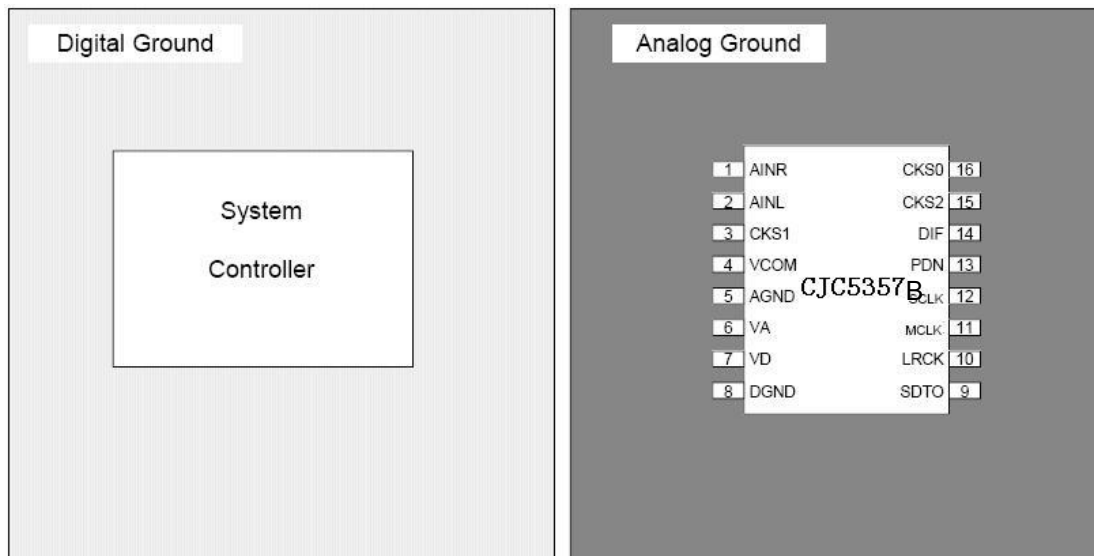 Digital Ground
System
Controller
Analog Ground
1 AINR CKS0 16
2 AINL CKS2 15
3 CKS1 DIF 14
4 VCOM PDN 13
CJC5357B
5 AGND SCLK 12
6 VA MCLK 11
7 VD LRCK 10
8 DGND SDTO 9